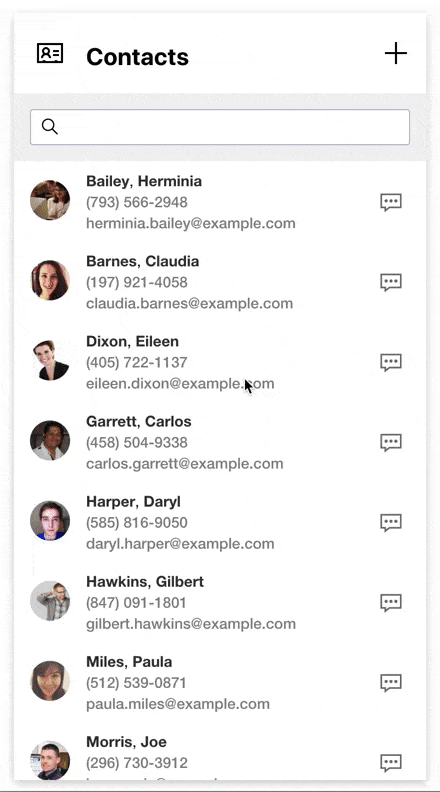 Contacts
Bailey, Herminia
(793) 566-2948
herminia.bailey@example.com
Barnes, Claudia
(197) 921-4058
claudia.barnes@example.com
Dixon, Eileen
(405) 722-1137
eileen.dixon@example.com
Garrett, Carlos
(458) 504-9338
carlos.garrett@example.com
Harper, Daryl
(585) 816-9050
daryl.harper@example.com
Hawkins, Gilbert
(847) 091-1801
gilbert.hawkins@example.com
Miles, Paula
(512) 539-0871
paula.miles@example.com
Morris, Joe
(296) 730-3912